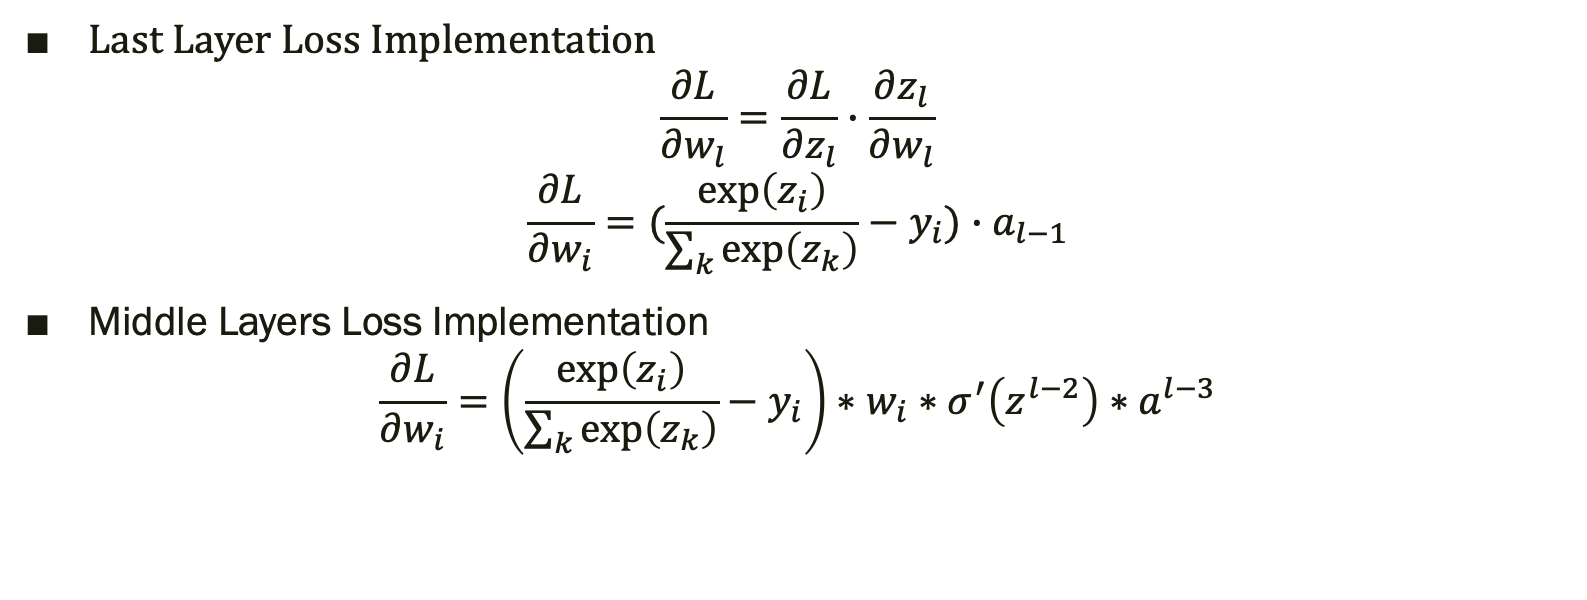 ■ Last Layer Loss Implementation
∂L/∂w_l = ∂L/∂z_l · ∂z_l/∂w_l
∂L/∂w_i = (exp(z_i)/∑_k exp(z_k) − y_i) · a_{l−1}
■ Middle Layers Loss Implementation
∂L/∂w_i = (exp(z_i)/∑_k exp(z_k) − y_i) * w_i * σ′(z^{l−2}) * a^{l−3}